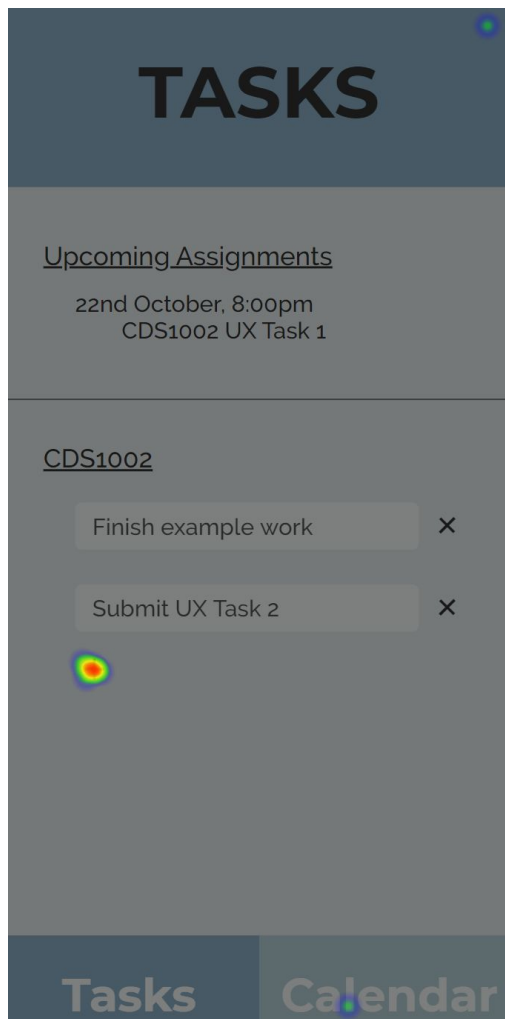 TASKS
Upcoming Assignments
22nd October, 8:00pm
CDS1002 UX Task 1
CDS1002
Finish example work ✕
Submit UX Task 2 ✕
Tasks Calendar